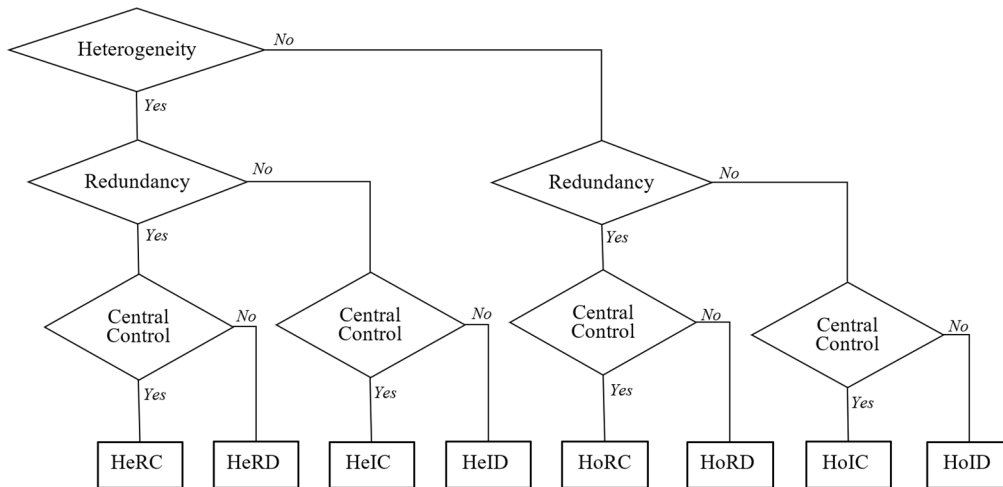 Heterogeneity
No
Yes
Redundancy
No
Redundancy
No
Yes
Yes
Central
Control
No
Central
Control
No
Central
Control
No
Central
Control
No
Yes
Yes
Yes
Yes
HeRC
HeRD
HeIC
HeID
HoRC
HoRD
HoIC
HoID